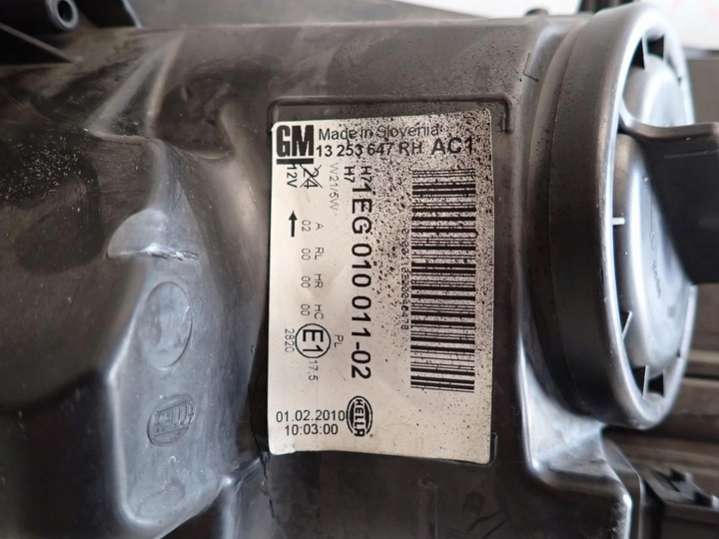 GM Made in Slovenia
13 253 647 RH AC1
12V
24
H7
H7
W21/5W
1EG 010 011-02
A RL HR HC PL
02 00 00 00
E1
17,5
2820
01.02.2010
10:03:00
HELLA
HELLA